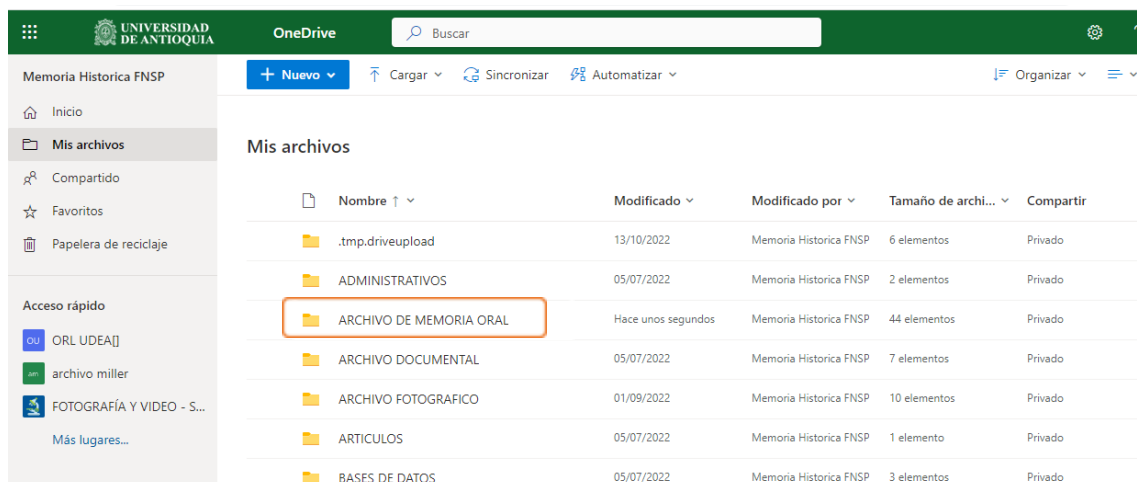 UNIVERSIDAD
DE ANTIOQUIA
OneDrive
Buscar
Memoria Historica FNSP
Inicio
Mis archivos
Compartido
Favoritos
Papelera de reciclaje
Acceso rápido
OU ORL UDEA[]
am archivo miller
FOTOGRAFÍA Y VIDEO - S...
Más lugares...
+ Nuevo Cargar Sincronizar Automatizar Organizar
Mis archivos
Nombre ↑ Modificado Modificado por Tamaño de archi... Compartir
.tmp.driveupload 13/10/2022 Memoria Historica FNSP 6 elementos Privado
ADMINISTRATIVOS 05/07/2022 Memoria Historica FNSP 2 elementos Privado
ARCHIVO DE MEMORIA ORAL Hace unos segundos Memoria Historica FNSP 44 elementos Privado
ARCHIVO DOCUMENTAL 05/07/2022 Memoria Historica FNSP 7 elementos Privado
ARCHIVO FOTOGRAFICO 01/09/2022 Memoria Historica FNSP 10 elementos Privado
ARTICULOS 05/07/2022 Memoria Historica FNSP 1 elemento Privado
BASES DE DATOS 05/07/2022 Memoria Historica FNSP 3 elementos Privado